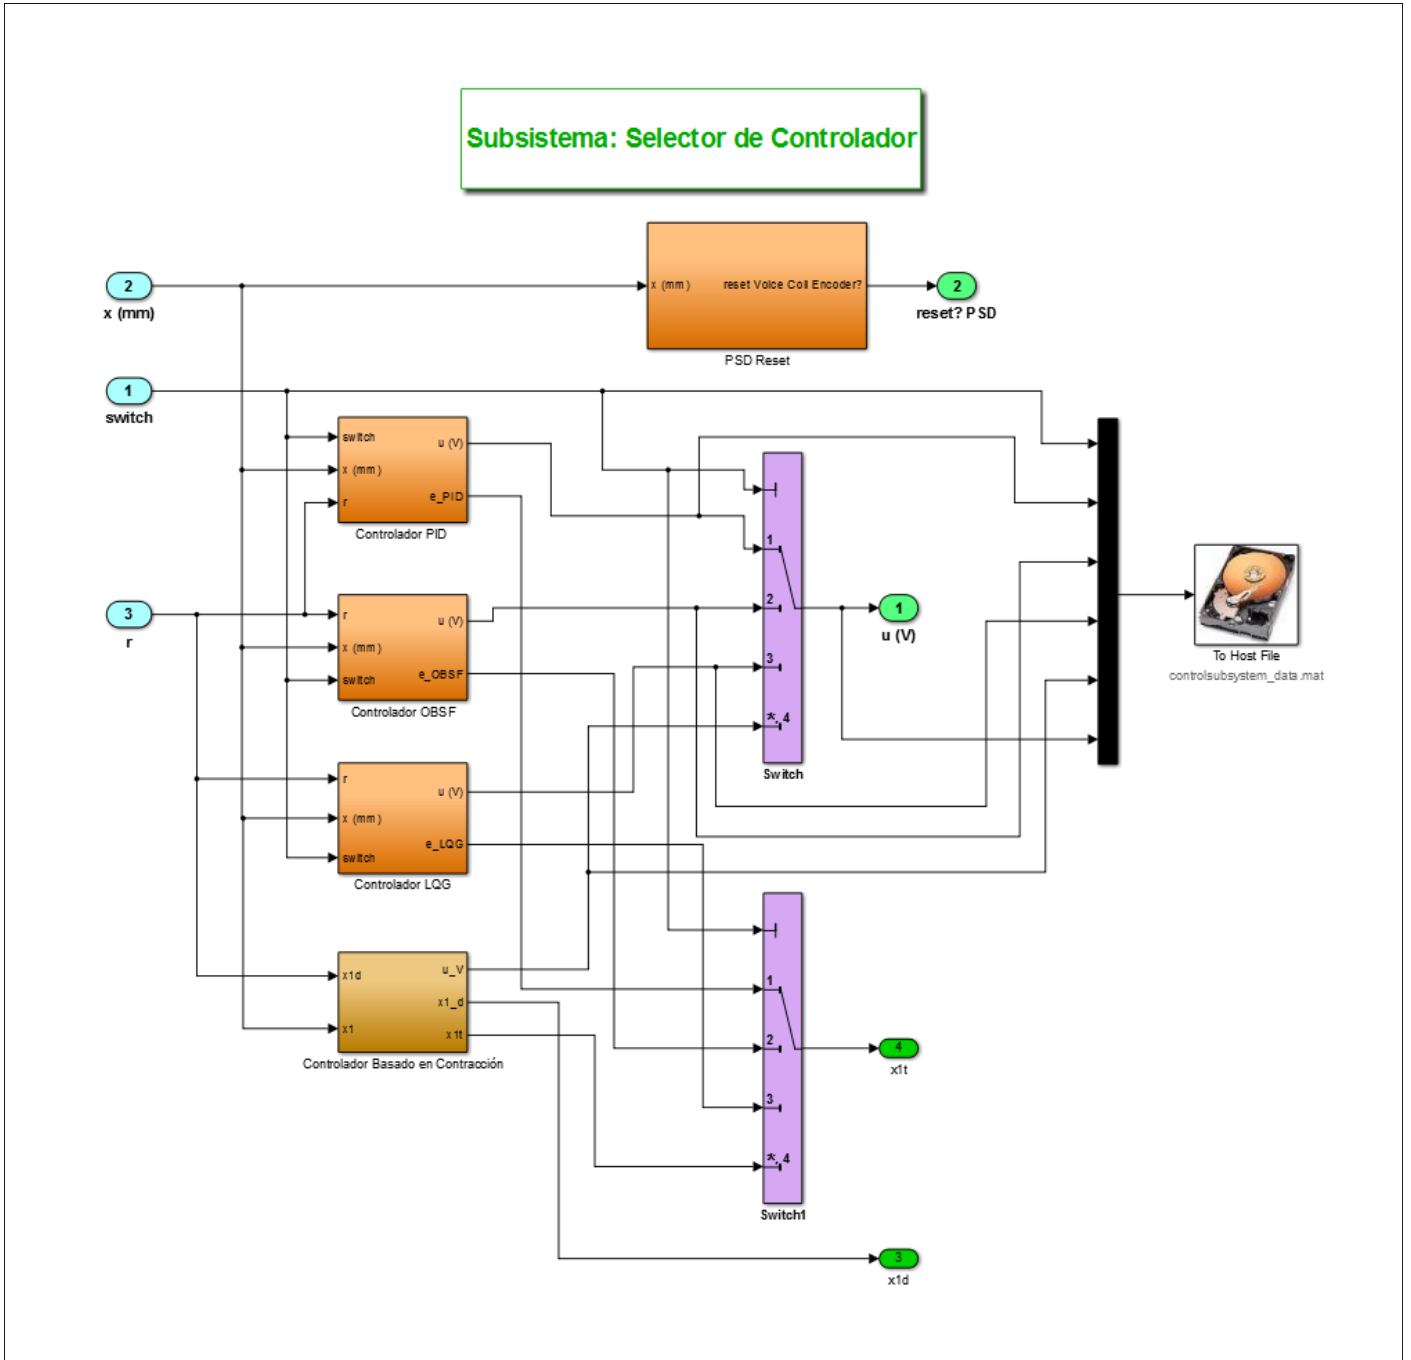 Subsistema: Selector de Controlador
2
x (mm)
x (mm)
reset Voice Coil Encoder?
PSD Reset
2
reset? PSD
1
switch
switch
x (mm)
r
u (V)
e_PID
Controlador PID
3
r
r
x (mm)
switch
u (V)
e_OBSF
Controlador OBSF
r
x (mm)
switch
u (V)
e_LQG
Controlador LQG
x1d
x1
u_V
x1_d
x1t
Controlador Basado en Contracción
1
2
3
*, 4
Switch
1
u (V)
To Host File
controlsubsystem_data.mat
1
2
3
*, 4
Switch1
4
x1t
3
x1d